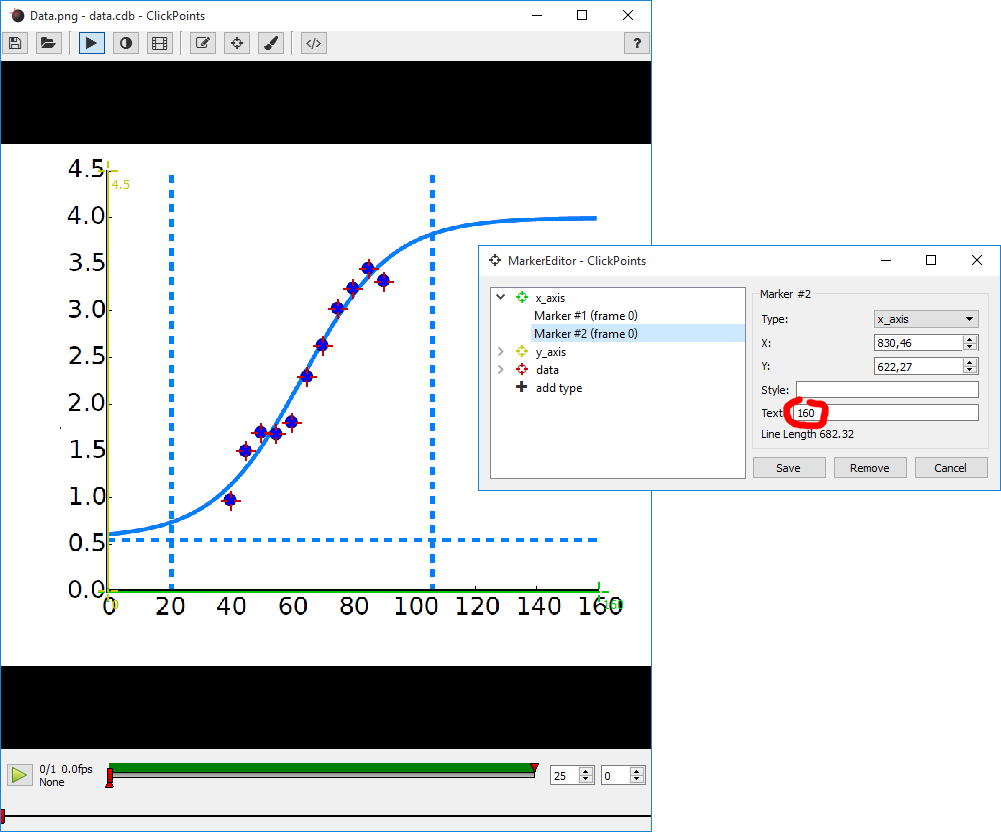 Data.png - data.cdb - ClickPoints
</>
?
4.5
4.5
4.0
3.5
3.0
2.5
2.0
1.5
1.0
0.5
0.0
0
0 20 40 60 80 100 120 140 160
160
MarkerEditor - ClickPoints
x_axis
Marker #1 (frame 0)
Marker #2 (frame 0)
y_axis
data
add type
Marker #2
Type: x_axis
X: 830,46
Y: 622,27
Style:
Text: 160
Line Length 682.32
Save Remove Cancel
0/1 0.0fps
None
25 0